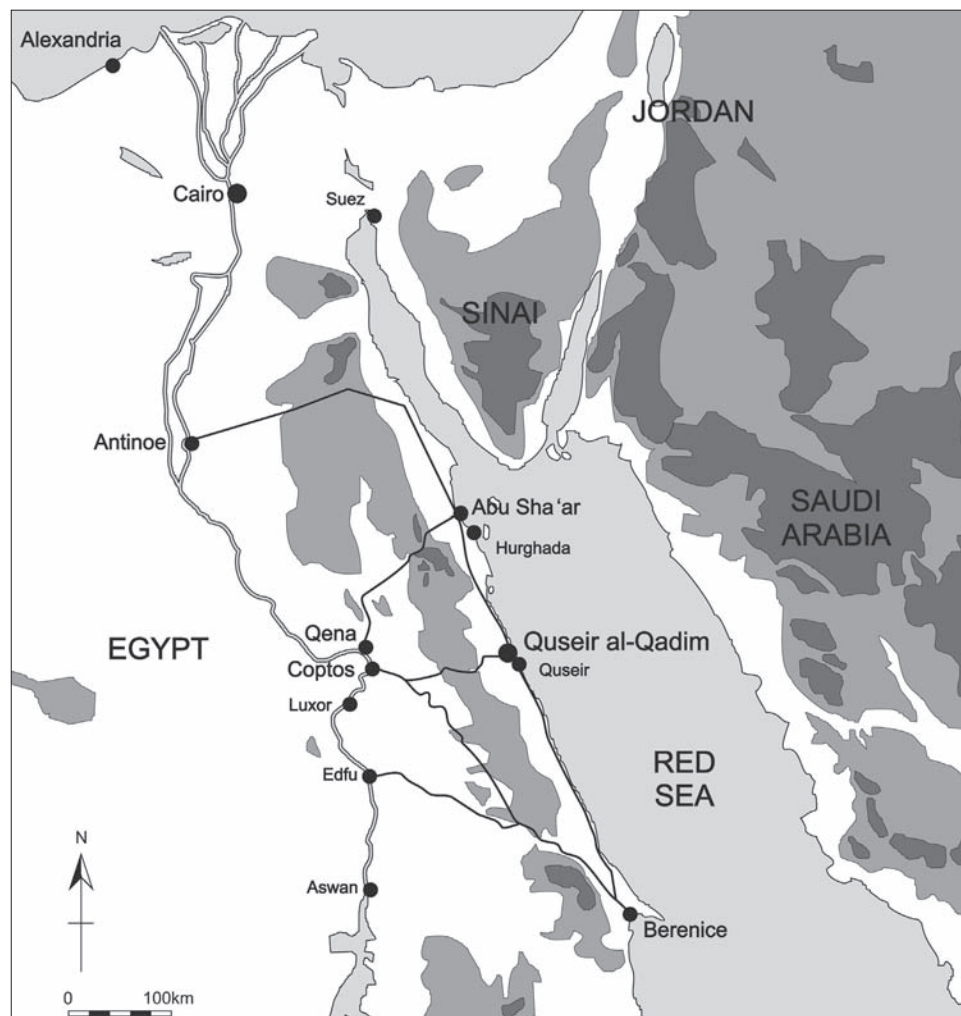 Alexandria
JORDAN
Cairo
Suez
SINAI
Antinoe
SAUDI
ARABIA
Abu Sha‘ar
Hurghada
Qena
Quseir al-Qadim
EGYPT
Coptos
Quseir
Luxor
RED
SEA
Edfu
N
Aswan
Berenice
0 100km